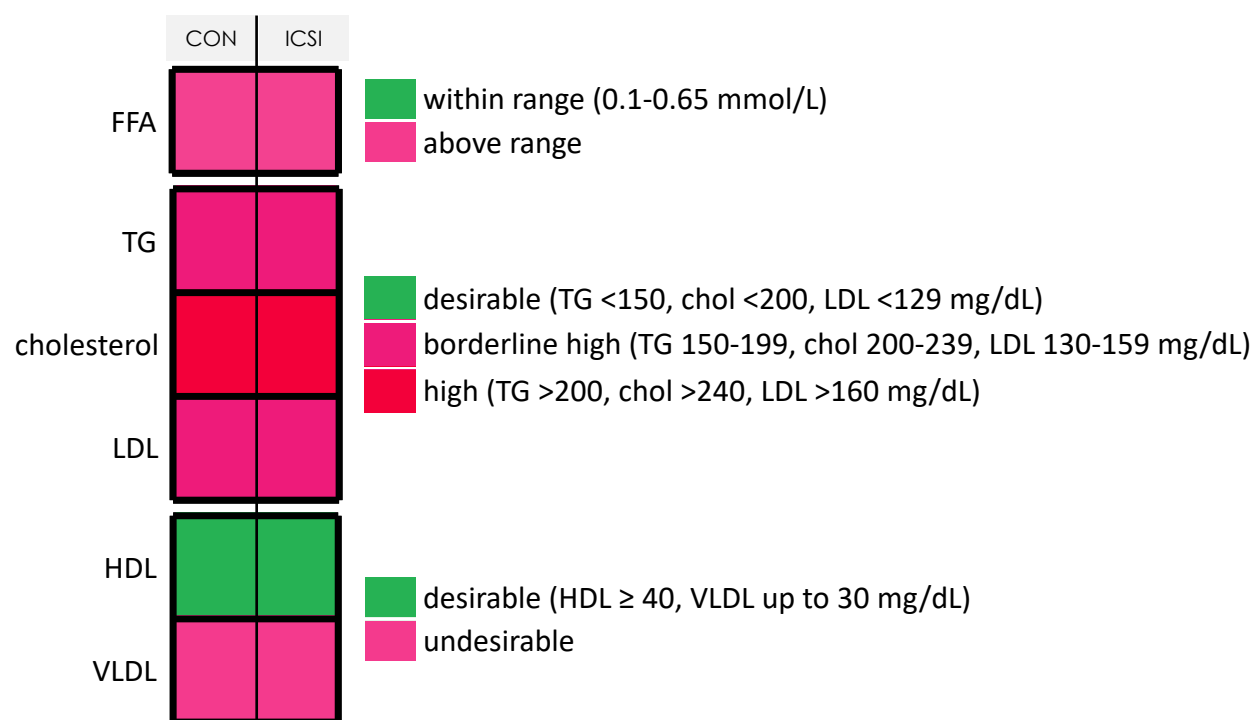 CON ICSI
FFA
within range (0.1-0.65 mmol/L)
above range
TG
desirable (TG <150, chol <200, LDL <129 mg/dL)
cholesterol
borderline high (TG 150-199, chol 200-239, LDL 130-159 mg/dL)
high (TG >200, chol >240, LDL >160 mg/dL)
LDL
HDL
desirable (HDL ≥ 40, VLDL up to 30 mg/dL)
undesirable
VLDL